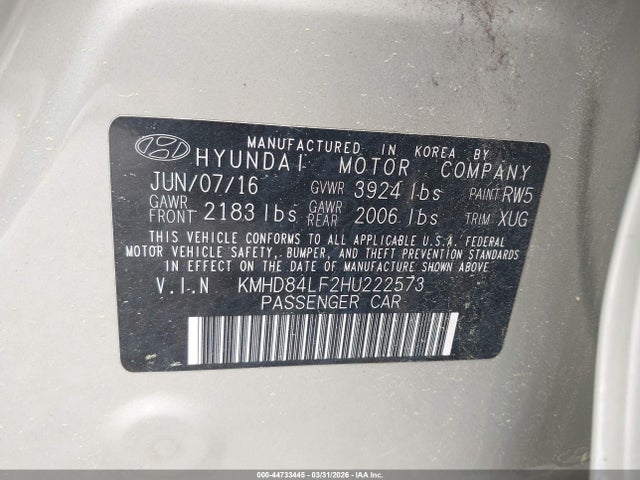 MANUFACTURED IN KOREA BY
HYUNDAI MOTOR COMPANY
JUN/07/16 GVWR 3924 lbs PAINT RW5
GAWR FRONT 2183 lbs GAWR REAR 2006 lbs TRIM XUG
THIS VEHICLE CONFORMS TO ALL APPLICABLE U.S.A. FEDERAL
MOTOR VEHICLE SAFETY, BUMPER, AND THEFT PREVENTION STANDARDS
IN EFFECT ON THE DATE OF MANUFACTURE SHOWN ABOVE.
V.I.N KMHD84LF2HU222573
PASSENGER CAR
000-44733445 - 03/31/2026 - IAA, Inc.